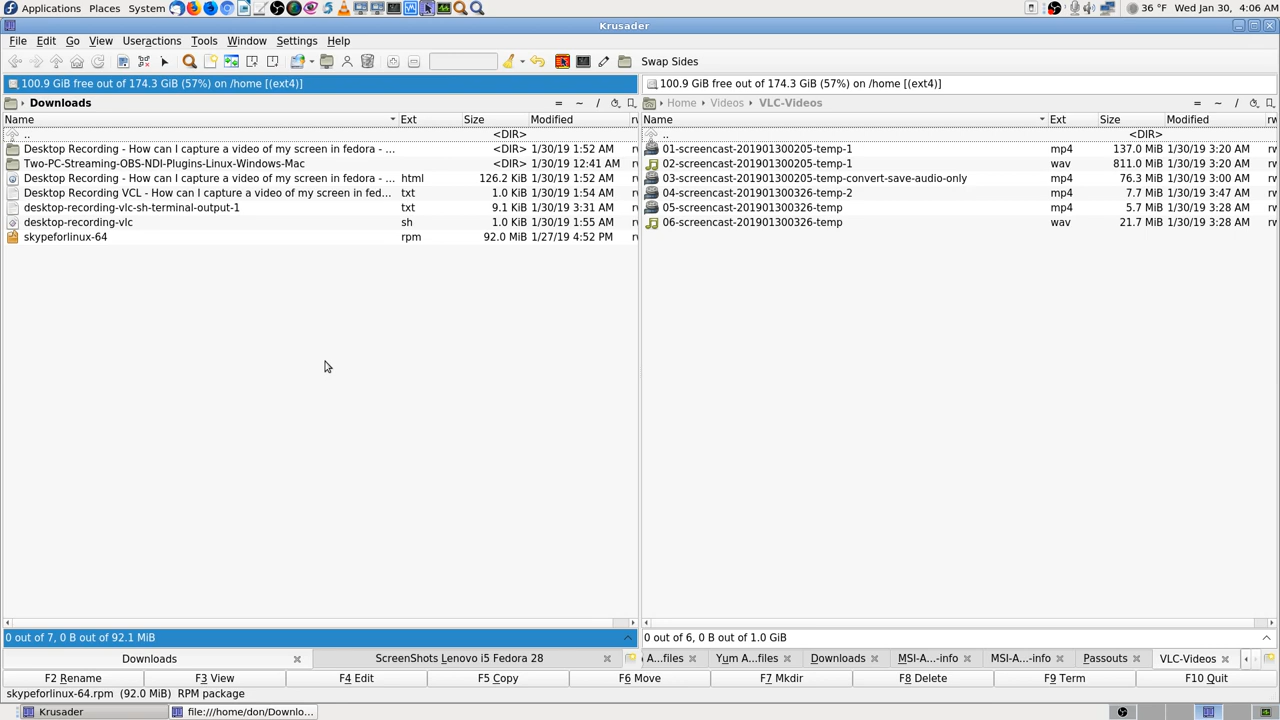 Applications Places System 36 °F Wed Jan 30, 4:06 AM
Krusader
File Edit Go View Useractions Tools Window Settings Help
Swap Sides
100.9 GiB free out of 174.3 GiB (57%) on /home [(ext4)] 100.9 GiB free out of 174.3 GiB (57%) on /home [(ext4)]
› Downloads = ~ / › Home › Videos › VLC-Videos = ~ /
Name Ext Size Modified Name Ext Size Modified
.. <DIR> .. <DIR>
Desktop Recording - How can I capture a video of my screen in fedora - ... <DIR> 1/30/19 1:52 AM 01-screencast-201901300205-temp-1 mp4 137.0 MiB 1/30/19 3:20 AM
Two-PC-Streaming-OBS-NDI-Plugins-Linux-Windows-Mac <DIR> 1/30/19 12:41 AM 02-screencast-201901300205-temp-1 wav 811.0 MiB 1/30/19 3:20 AM
Desktop Recording - How can I capture a video of my screen in fedora - ... html 126.2 KiB 1/30/19 1:52 AM 03-screencast-201901300205-temp-convert-save-audio-only mp4 76.3 MiB 1/30/19 3:00 AM
Desktop Recording VCL - How can I capture a video of my screen in fed... txt 1.0 KiB 1/30/19 1:54 AM 04-screencast-201901300326-temp-2 mp4 7.7 MiB 1/30/19 3:47 AM
desktop-recording-vlc-sh-terminal-output-1 txt 9.1 KiB 1/30/19 3:31 AM 05-screencast-201901300326-temp mp4 5.7 MiB 1/30/19 3:28 AM
desktop-recording-vlc sh 1.0 KiB 1/30/19 1:55 AM 06-screencast-201901300326-temp wav 21.7 MiB 1/30/19 3:28 AM
skypeforlinux-64 rpm 92.0 MiB 1/27/19 4:52 PM
0 out of 7, 0 B out of 92.1 MiB 0 out of 6, 0 B out of 1.0 GiB
Downloads ScreenShots Lenovo i5 Fedora 28 A...files Yum A...files Downloads MSI-A...-info MSI-A...-info Passouts VLC-Videos
F2 Rename F3 View F4 Edit F5 Copy F6 Move F7 Mkdir F8 Delete F9 Term F10 Quit
skypeforlinux-64.rpm (92.0 MiB) RPM package
Krusader file:///home/don/Downlo...